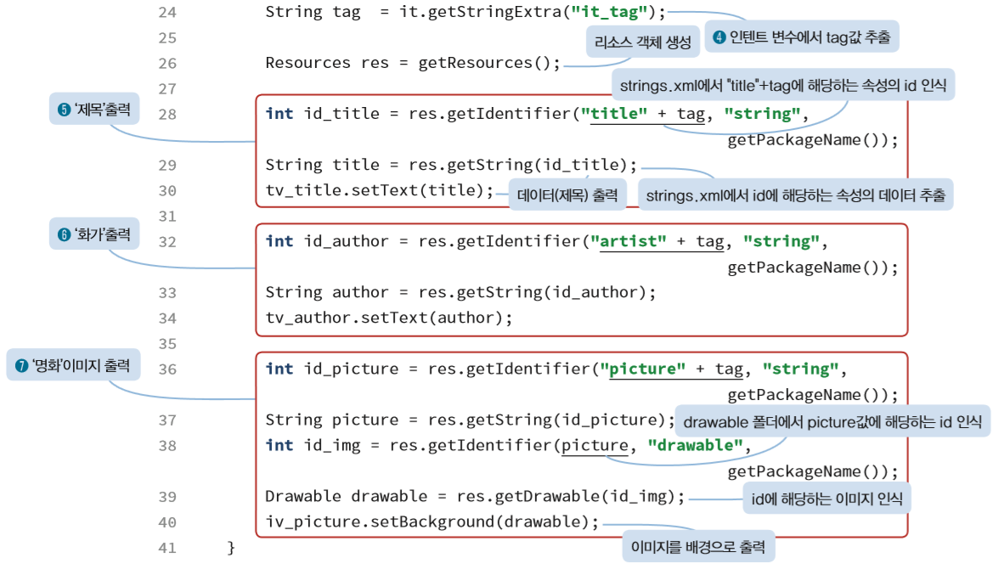 24 String tag  = it.getStringExtra("it_tag");
❹ 인텐트 변수에서 tag값 추출
25
리소스 객체 생성
26 Resources res = getResources();
27
strings.xml에서 "title"+tag에 해당하는 속성의 id 인식
❺ ‘제목’출력
28 int id_title = res.getIdentifier("title" + tag, "string",
getPackageName());
29 String title = res.getString(id_title);
30 tv_title.setText(title);
데이터(제목) 출력
strings.xml에서 id에 해당하는 속성의 데이터 추출
31
❻ ‘화가’출력
32 int id_author = res.getIdentifier("artist" + tag, "string",
getPackageName());
33 String author = res.getString(id_author);
34 tv_author.setText(author);
35
❼ ‘명화’이미지 출력
36 int id_picture = res.getIdentifier("picture" + tag, "string",
getPackageName());
37 String picture = res.getString(id_picture);
drawable 폴더에서 picture값에 해당하는 id 인식
38 int id_img = res.getIdentifier(picture, "drawable",
getPackageName());
39 Drawable drawable = res.getDrawable(id_img);
id에 해당하는 이미지 인식
40 iv_picture.setBackground(drawable);
이미지를 배경으로 출력
41 }